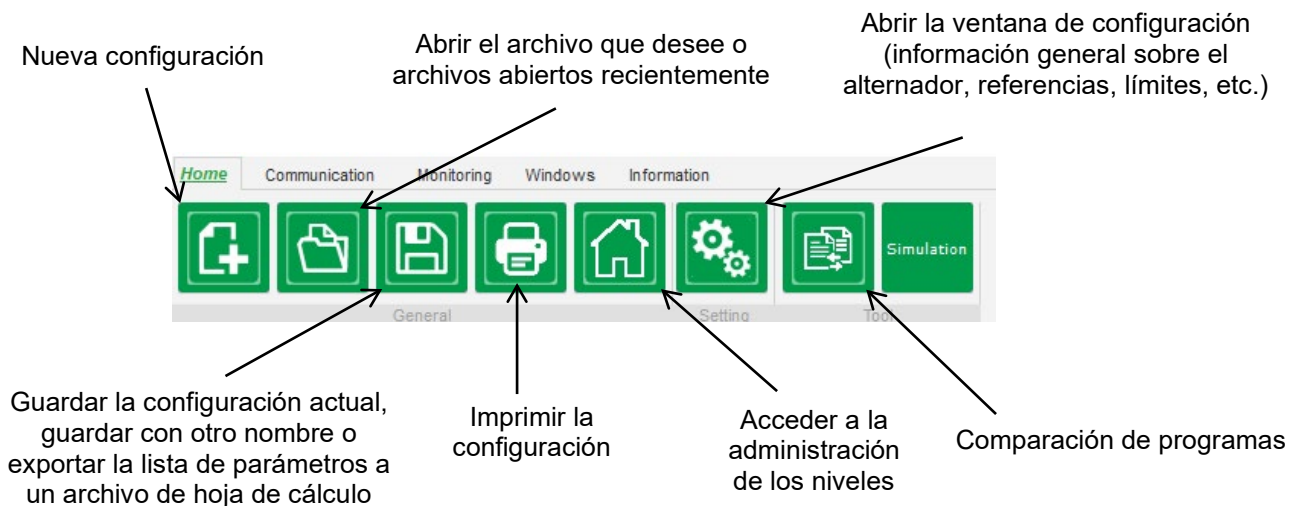 Nueva configuración
Abrir el archivo que desee o
archivos abiertos recientemente
Abrir la ventana de configuración
(información general sobre el
alternador, referencias, límites, etc.)
Home Communication Monitoring Windows Information
Simulation
General Setting Tool
Guardar la configuración actual,
guardar con otro nombre o
exportar la lista de parámetros a
un archivo de hoja de cálculo
Imprimir la
configuración
Acceder a la
administración
de los niveles
Comparación de programas